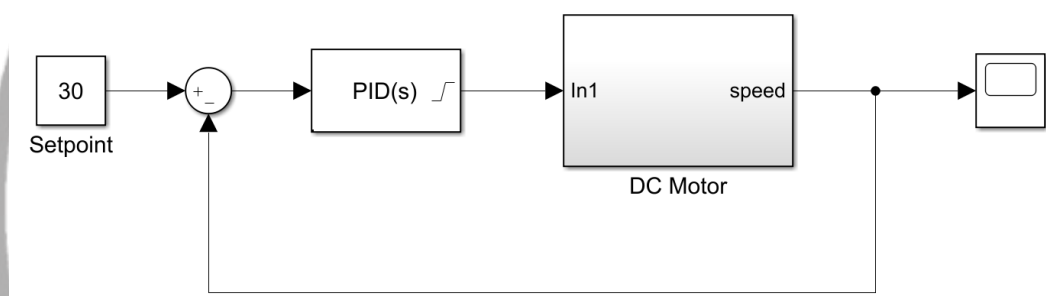 30
Setpoint
+
_
PID(s)
In1
speed
DC Motor